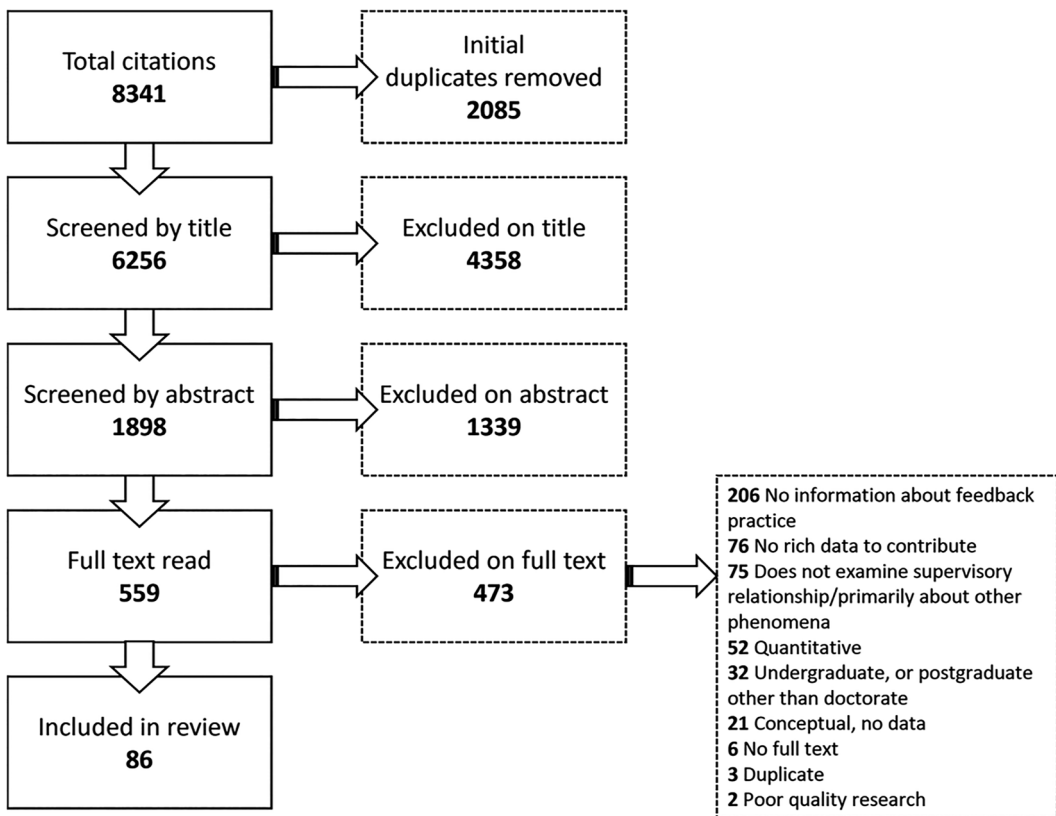 Total citations
8341
Initial
duplicates removed
2085
Screened by title
6256
Excluded on title
4358
Screened by abstract
1898
Excluded on abstract
1339
Full text read
559
Excluded on full text
473
206 No information about feedback
practice
76 No rich data to contribute
75 Does not examine supervisory
relationship/primarily about other
phenomena
52 Quantitative
32 Undergraduate, or postgraduate
other than doctorate
21 Conceptual, no data
6 No full text
3 Duplicate
2 Poor quality research
Included in review
86